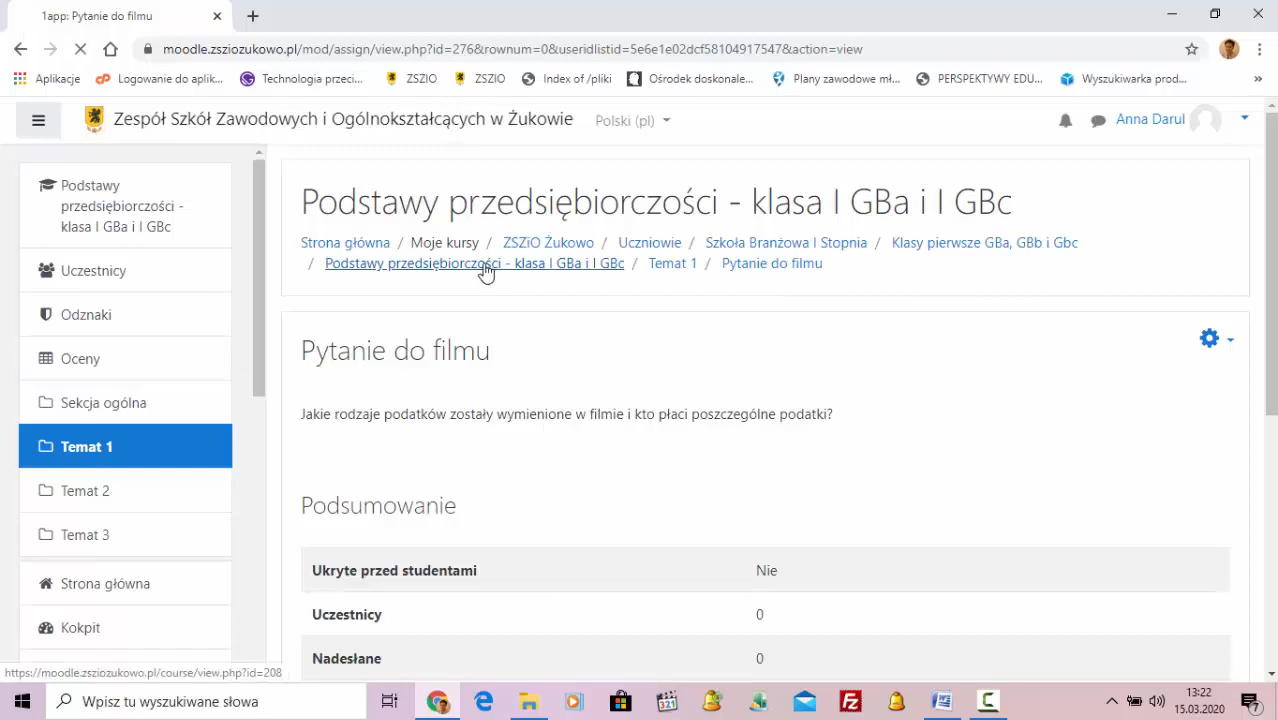 1app: Pytanie do filmu
moodle.zsziozukowo.pl/mod/assign/view.php?id=276&rownum=0&useridlistid=5e6e1e02dcf58104917547&action=view
Aplikacje Logowanie do aplik... Technologia przeci... ZSZIO ZSZIO Index of /pliki Ośrodek doskonale... Plany zawodowe mł... PERSPEKTYWY EDU... Wyszukiwarka prod... »
Zespół Szkół Zawodowych i Ogólnokształcących w Żukowie Polski (pl) Anna Darul
Podstawy
przedsiębiorczości -
klasa I GBa i I GBc
Uczestnicy
Odznaki
Oceny
Sekcja ogólna
Temat 1
Temat 2
Temat 3
Strona główna
Kokpit
Podstawy przedsiębiorczości - klasa I GBa i I GBc
Strona główna / Moje kursy / ZSZiO Żukowo / Uczniowie / Szkoła Branżowa I Stopnia / Klasy pierwsze GBa, GBb i Gbc
/ Podstawy przedsiębiorczości - klasa I GBa i I GBc / Temat 1 / Pytanie do filmu
Pytanie do filmu
Jakie rodzaje podatków zostały wymienione w filmie i kto płaci poszczególne podatki?
Podsumowanie
Ukryte przed studentami Nie
Uczestnicy 0
Nadesłane 0
https://moodle.zsziozukowo.pl/course/view.php?id=208
Wpisz tu wyszukiwane słowa
321
13:22
15.03.2020
7